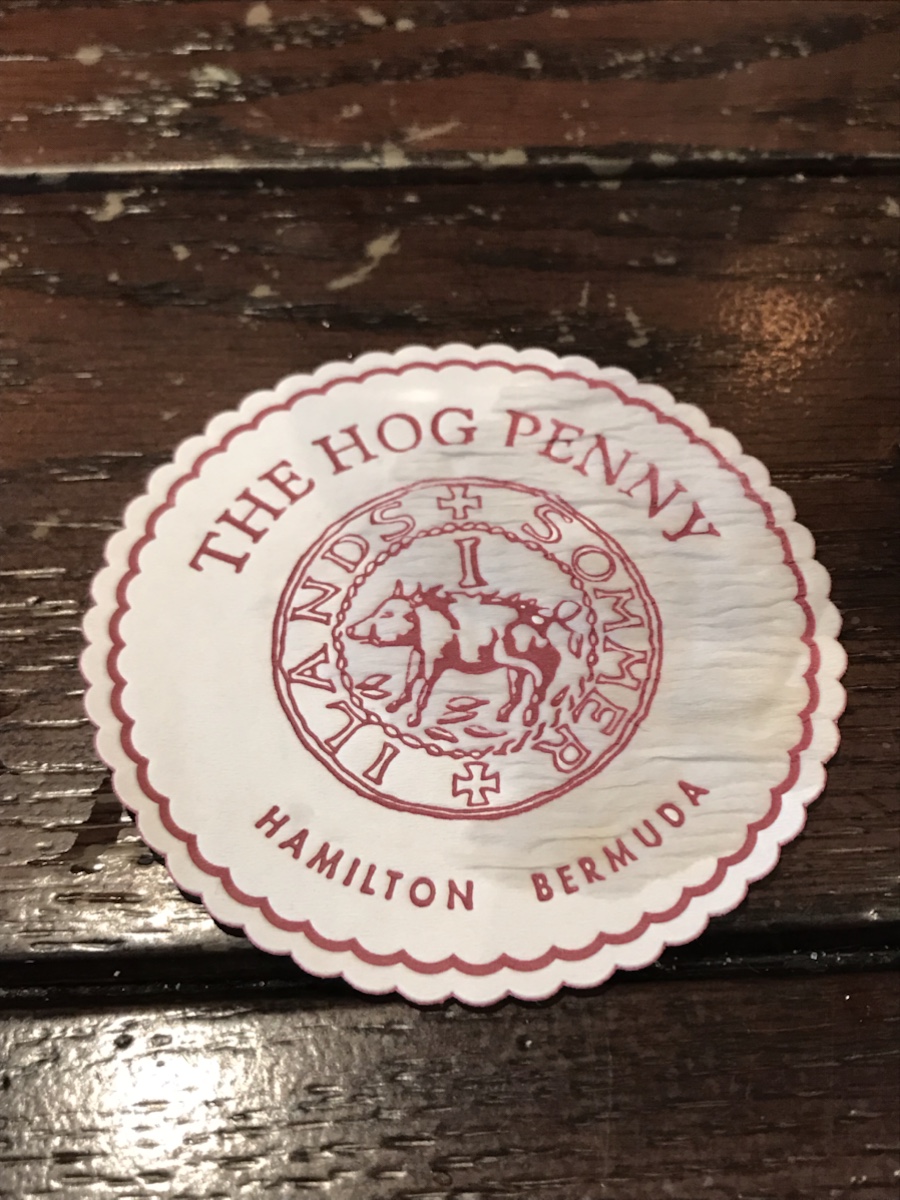 THE HOG PENNY
SOMMER ILANDS
I
HAMILTON BERMUDA